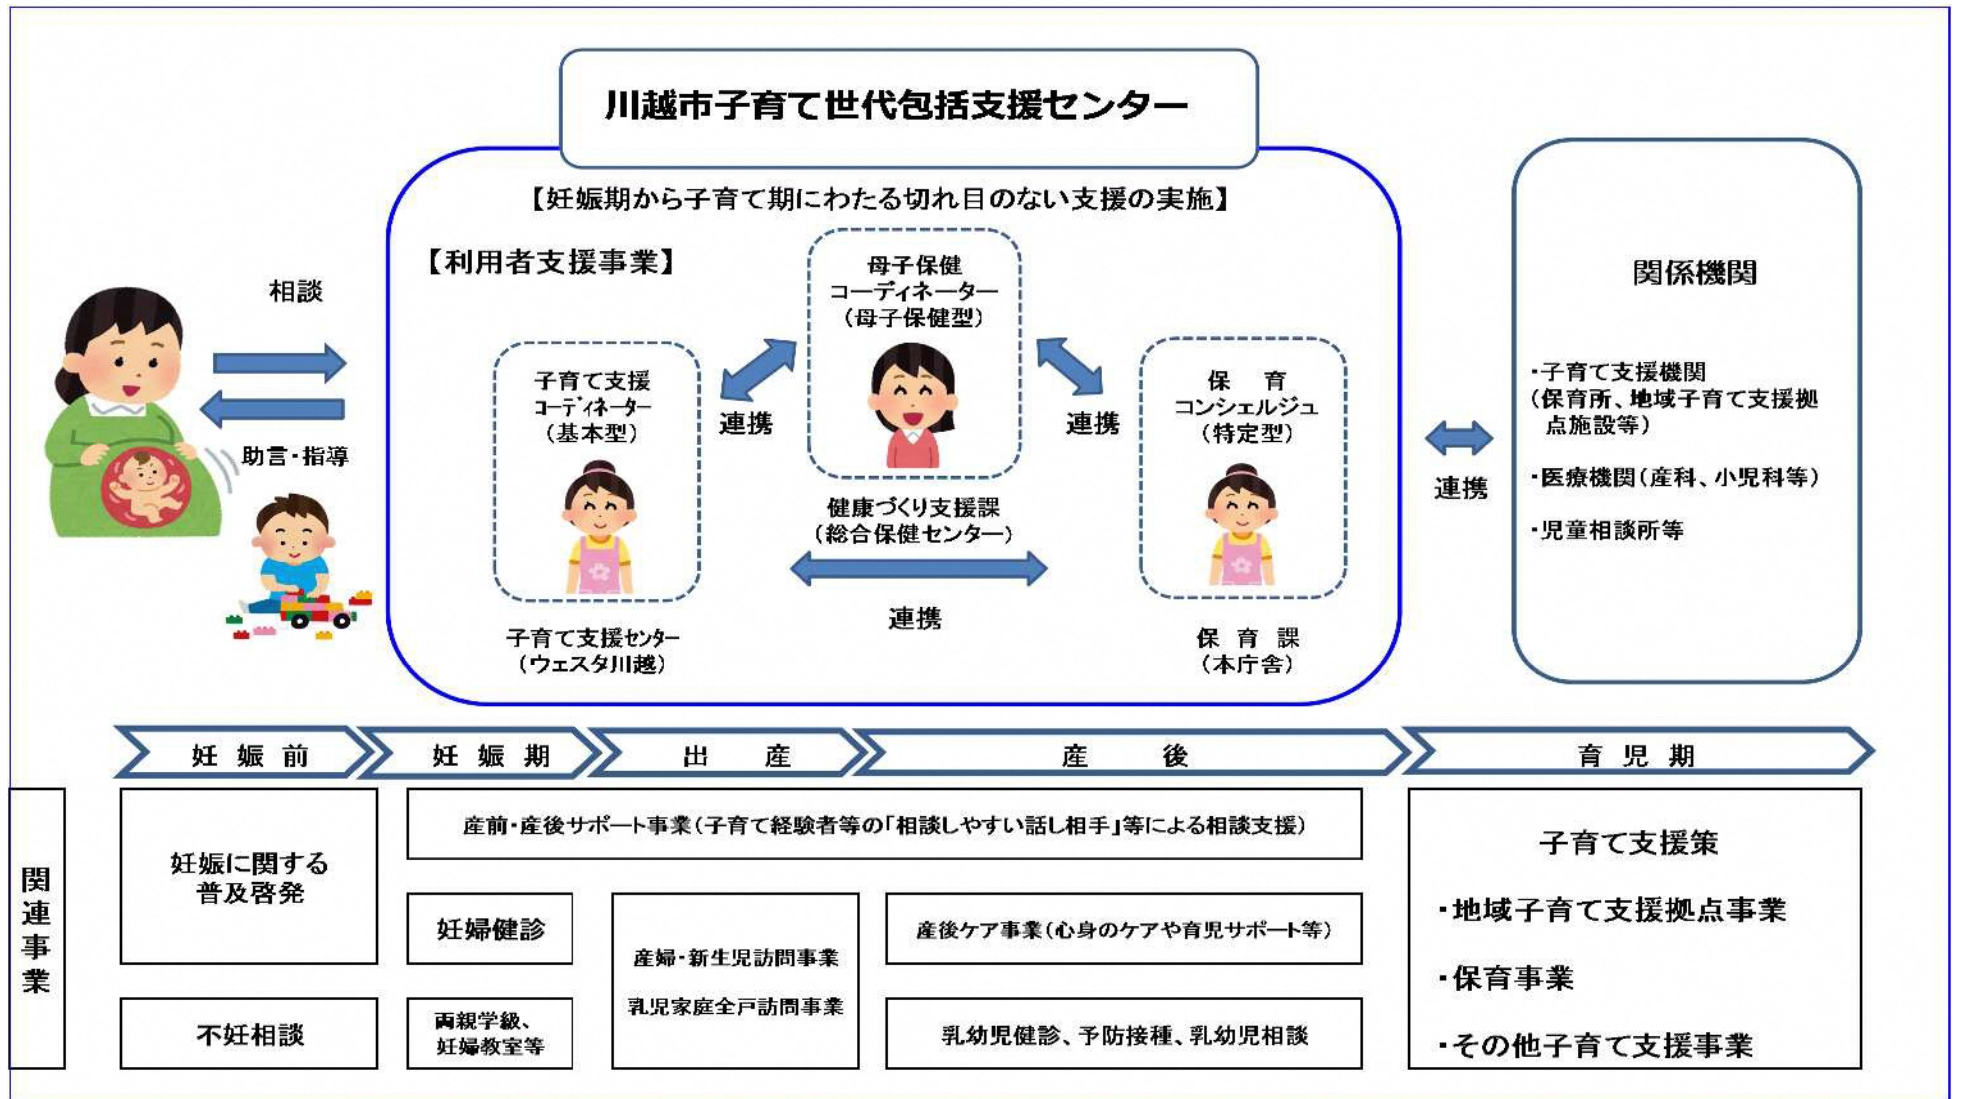 川越市子育て世代包括支援センター
【妊娠期から子育て期にわたる切れ目のない支援の実施】
【利用者支援事業】
相談
助言・指導
母子保健
コーディネーター
(母子保健型)
健康づくり支援課
(総合保健センター)
子育て支援
コーディネーター
(基本型)
子育て支援センター
(ウェスタ川越)
保 育
コンシェルジュ
(特定型)
保 育 課
(本庁舎)
連携
連携
連携
連携
関係機関
・子育て支援機関
(保育所、地域子育て支援拠
点施設等)
・医療機関(産科、小児科等)
・児童相談所等
妊 娠 前
妊 娠 期
出 産
産 後
育 児 期
関連事業
妊娠に関する
普及啓発
不妊相談
産前・産後サポート事業(子育て経験者等の「相談しやすい話し相手」等による相談支援)
妊婦健診
両親学級、
妊婦教室等
産婦・新生児訪問事業
乳児家庭全戸訪問事業
産後ケア事業(心身のケアや育児サポート等)
乳幼児健診、予防接種、乳幼児相談
子育て支援策
・地域子育て支援拠点事業
・保育事業
・その他子育て支援事業